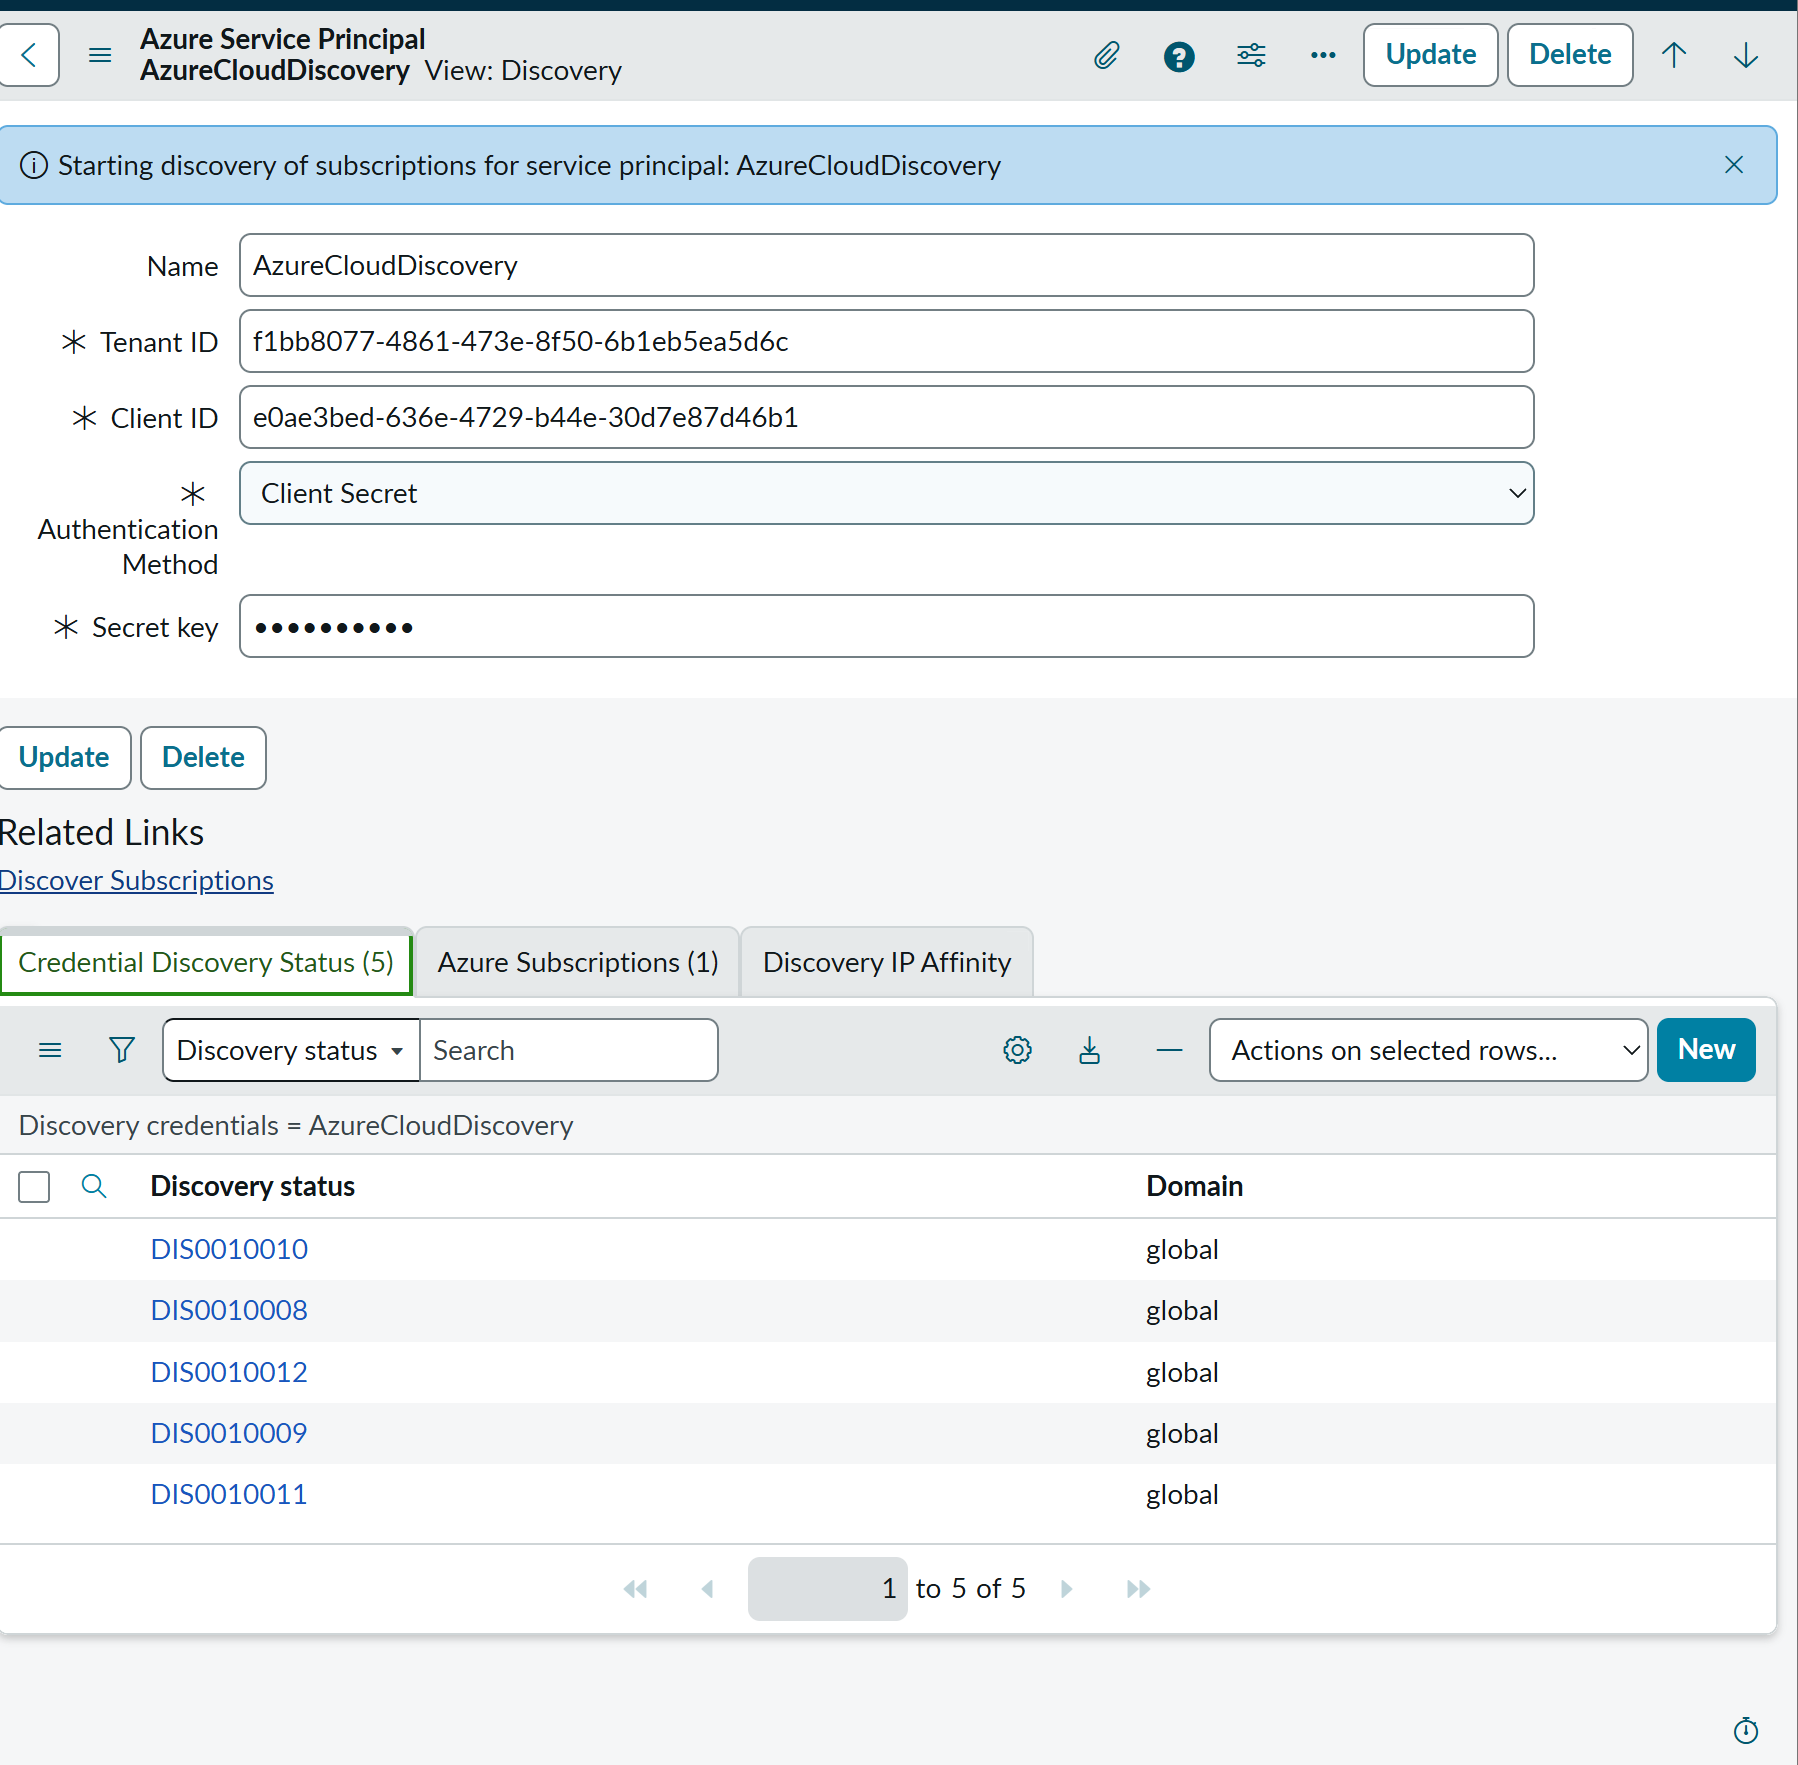 Azure Service Principal
AzureCloudDiscovery View: Discovery
Update
Delete
Starting discovery of subscriptions for service principal: AzureCloudDiscovery
Name
AzureCloudDiscovery
Tenant ID
f1bb8077-4861-473e-8f50-6b1eb5ea5d6c
Client ID
e0ae3bed-636e-4729-b44e-30d7e87d46b1
Authentication
Method
Client Secret
Secret key
Update
Delete
Related Links
Discover Subscriptions
Credential Discovery Status (5)
Azure Subscriptions (1)
Discovery IP Affinity
Discovery status
Search
Actions on selected rows...
New
Discovery credentials = AzureCloudDiscovery
Discovery status Domain
DIS0010010 global
DIS0010008 global
DIS0010012 global
DIS0010009 global
DIS0010011 global
1 to 5 of 5